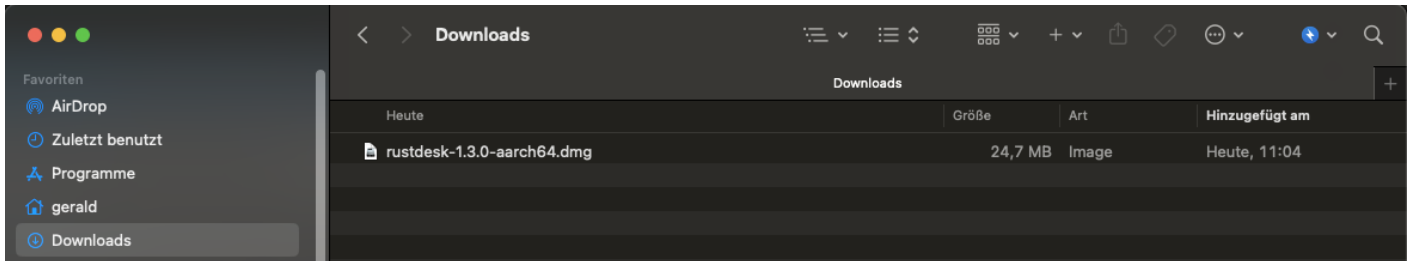 Downloads
Favoriten
AirDrop
Zuletzt benutzt
Programme
gerald
Downloads
Downloads
Heute Größe Art Hinzugefügt am
rustdesk-1.3.0-aarch64.dmg 24,7 MB Image Heute, 11:04